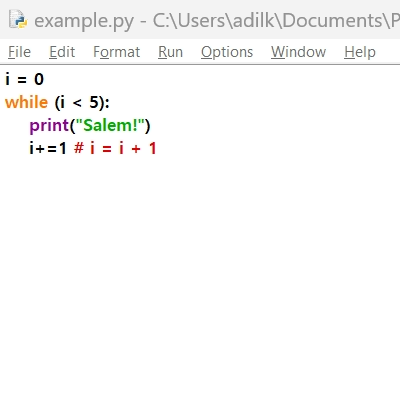 example.py - C:\Users\adilk\Documents\P
File Edit Format Run Options Window Help
i = 0
while (i < 5):
    print("Salem!")
    i+=1 # i = i + 1